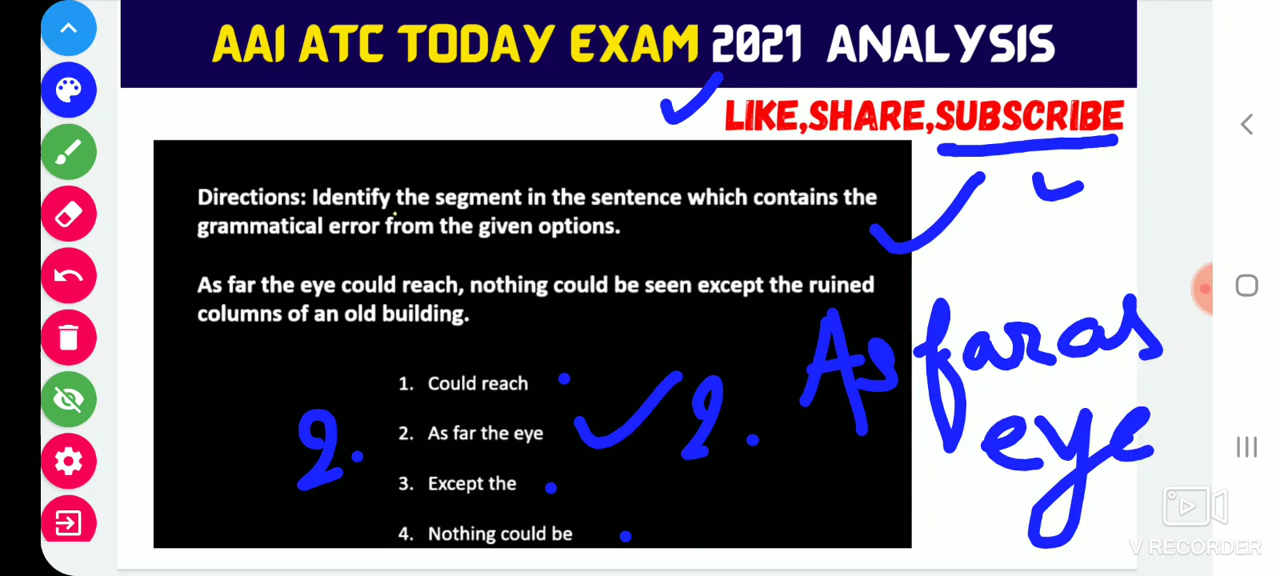 AAI ATC TODAY EXAM 2021 ANALYSIS
LIKE,SHARE,SUBSCRIBE
Directions: Identify the segment in the sentence which contains the
grammatical error from the given options.
As far the eye could reach, nothing could be seen except the ruined
columns of an old building.
1. Could reach
2. As far the eye
3. Except the
4. Nothing could be
2.
2.
As far as
eye
V RECORDER